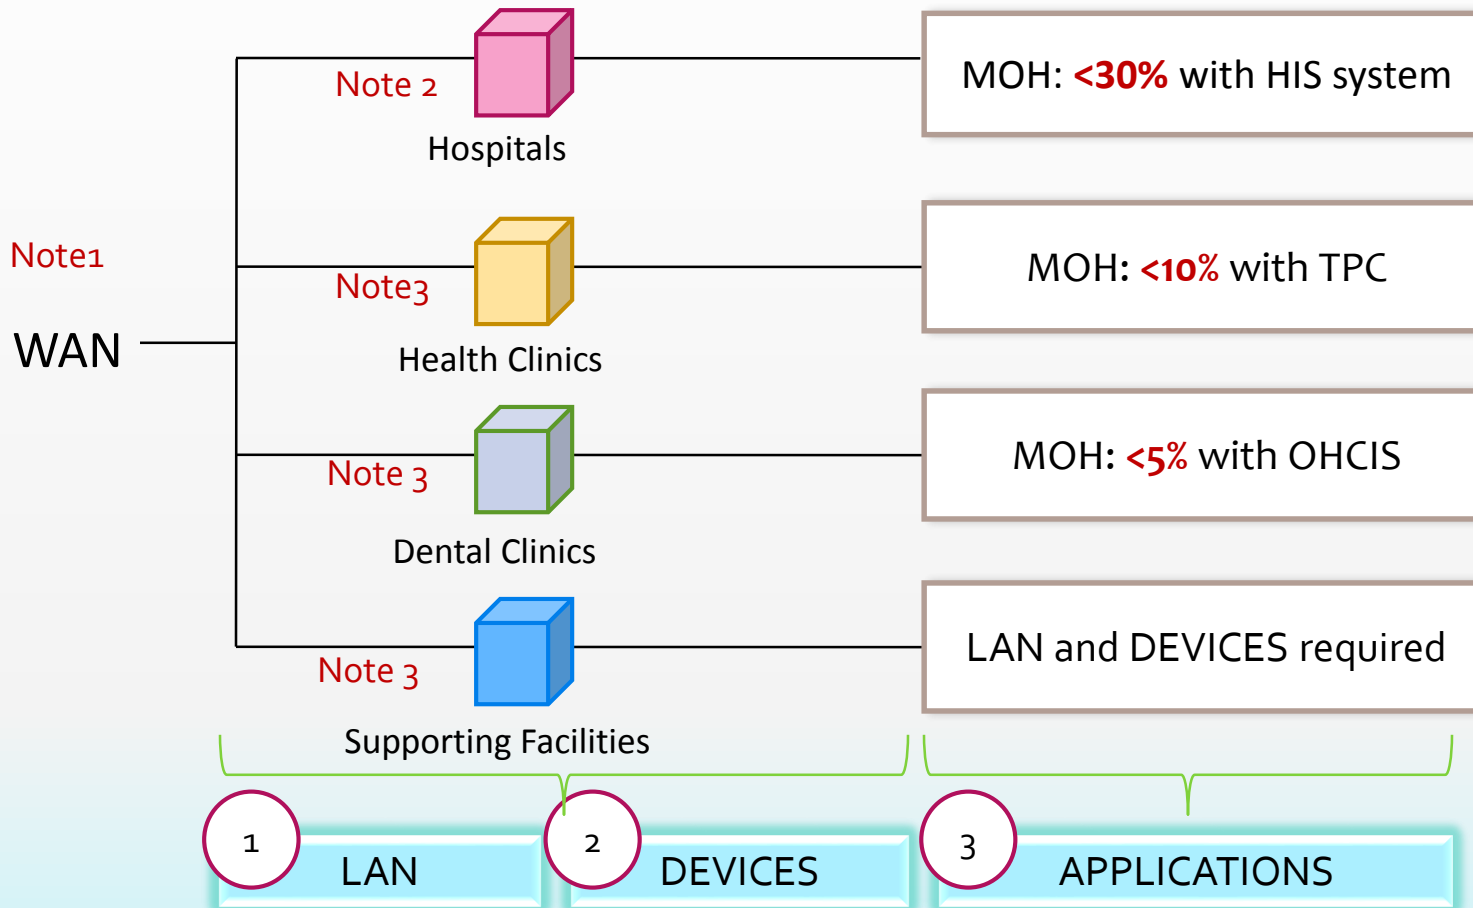 MOH: <30% with HIS system
Note 2
Hospitals
Note1
MOH: <10% with TPC
Note3
WAN
Health Clinics
MOH: <5% with OHCIS
Note 3
Dental Clinics
LAN and DEVICES required
Note 3
Supporting Facilities
1
LAN
2
DEVICES
3
APPLICATIONS